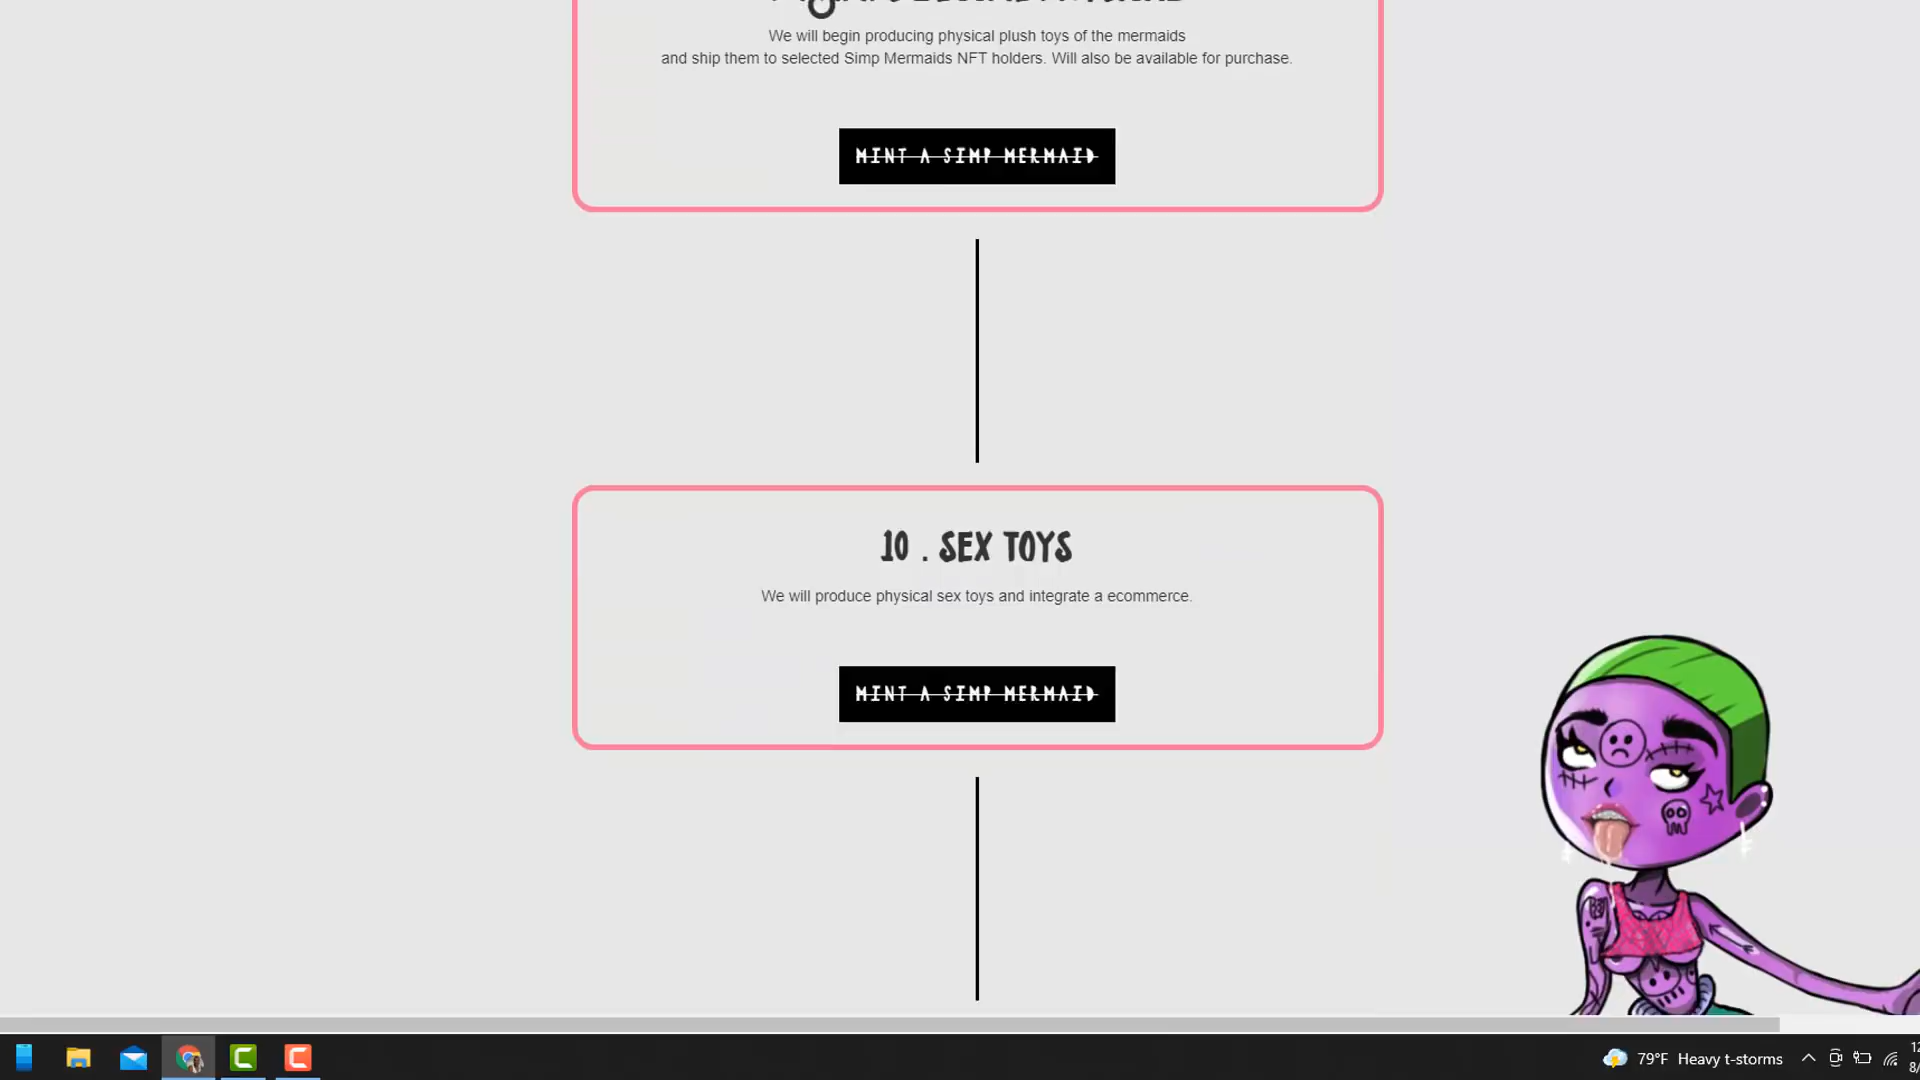 We will begin producing physical plush toys of the mermaids
and ship them to selected Simp Mermaids NFT holders. Will also be available for purchase.
MINT A SIMP MERMAID
10 . SEX TOYS
We will produce physical sex toys and integrate a ecommerce.
MINT A SIMP MERMAID
79°F Heavy t-storms